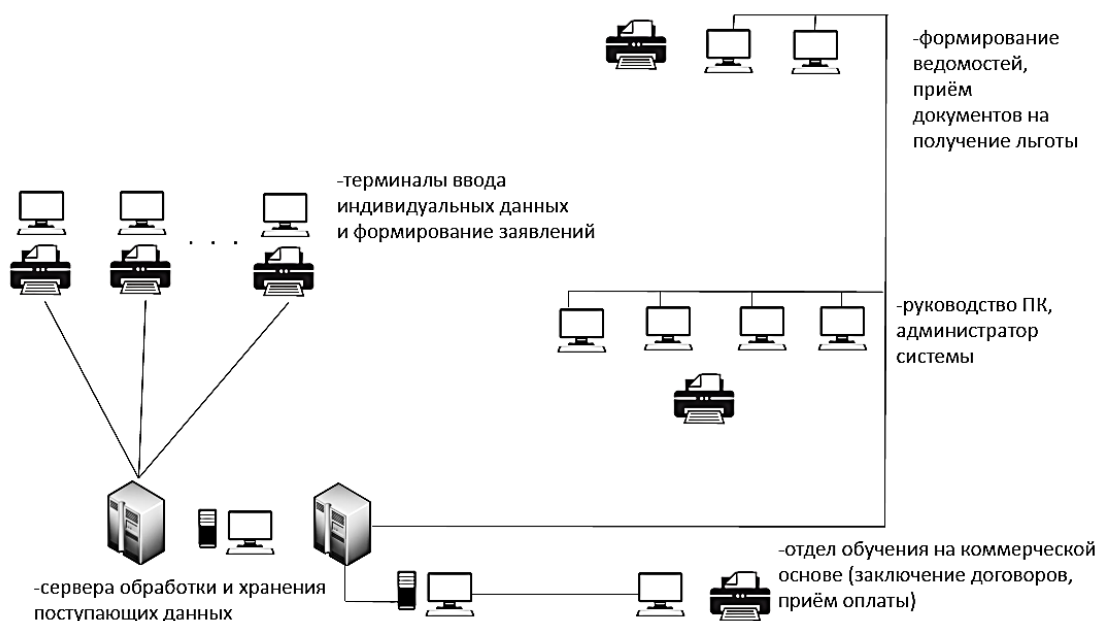 -формирование
ведомостей,
приём
документов на
получение льготы
-терминалы ввода
индивидуальных данных
и формирование заявлений
-руководство ПК,
администратор
системы
-сервера обработки и хранения
поступающих данных
-отдел обучения на коммерческой
основе (заключение договоров,
приём оплаты)